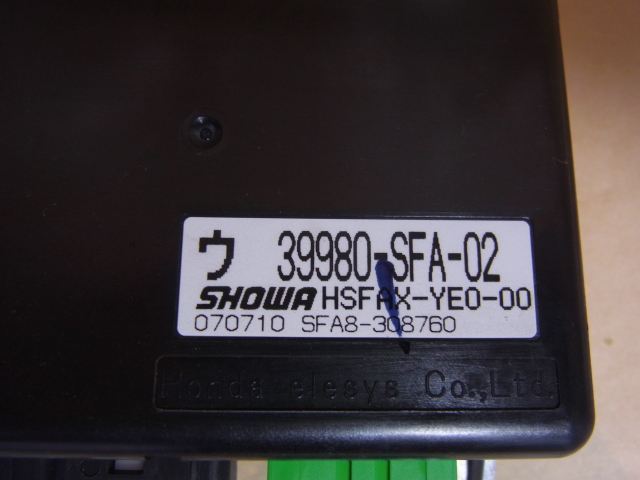 ウ 39980-SFA-02
SHOWA HSFAX-YE0-00
070710 SFA8-308760
Honda elesys Co.,Ltd.